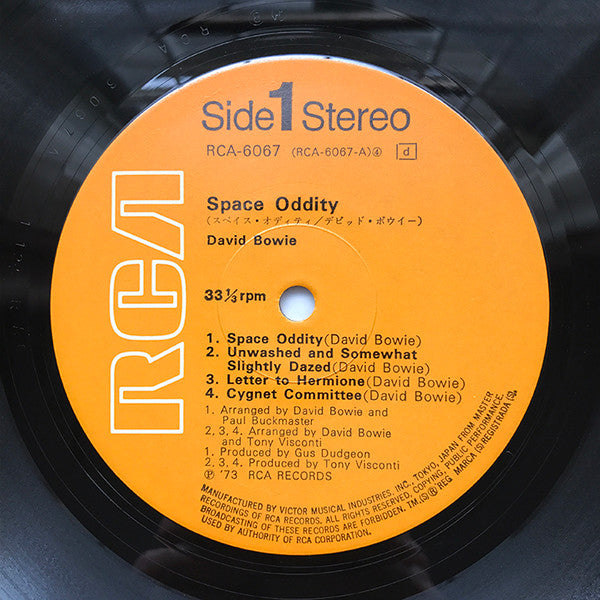 Side 1 Stereo
RCA-6067 (RCA-6067-A)④ d
RCA
Space Oddity
(スペイス・オディティ/デビッド・ボウイー)
David Bowie
33⅓rpm
1. Space Oddity(David Bowie)
2. Unwashed and Somewhat
Slightly Dazed(David Bowie)
3. Letter to Hermione(David Bowie)
4. Cygnet Committee(David Bowie)
1. Arranged by David Bowie and
Paul Buckmaster
2, 3, 4. Arranged by David Bowie
and Tony Visconti
1. Produced by Gus Dudgeon
2, 3, 4. Produced by Tony Visconti
Ⓟ '73 RCA RECORDS
MANUFACTURED BY VICTOR MUSICAL INDUSTRIES, INC., TOKYO, JAPAN FROM MASTER
RECORDINGS OF RCA RECORDS. ALL RIGHTS RESERVED. COPYING, PUBLIC PERFORMANCE,
BROADCASTING OF THESE RECORDS ARE FORBIDDEN. TM.(S)® REG MARCA (S) REGISTRADA (S).
USED BY AUTHORITY OF RCA CORPORATION.